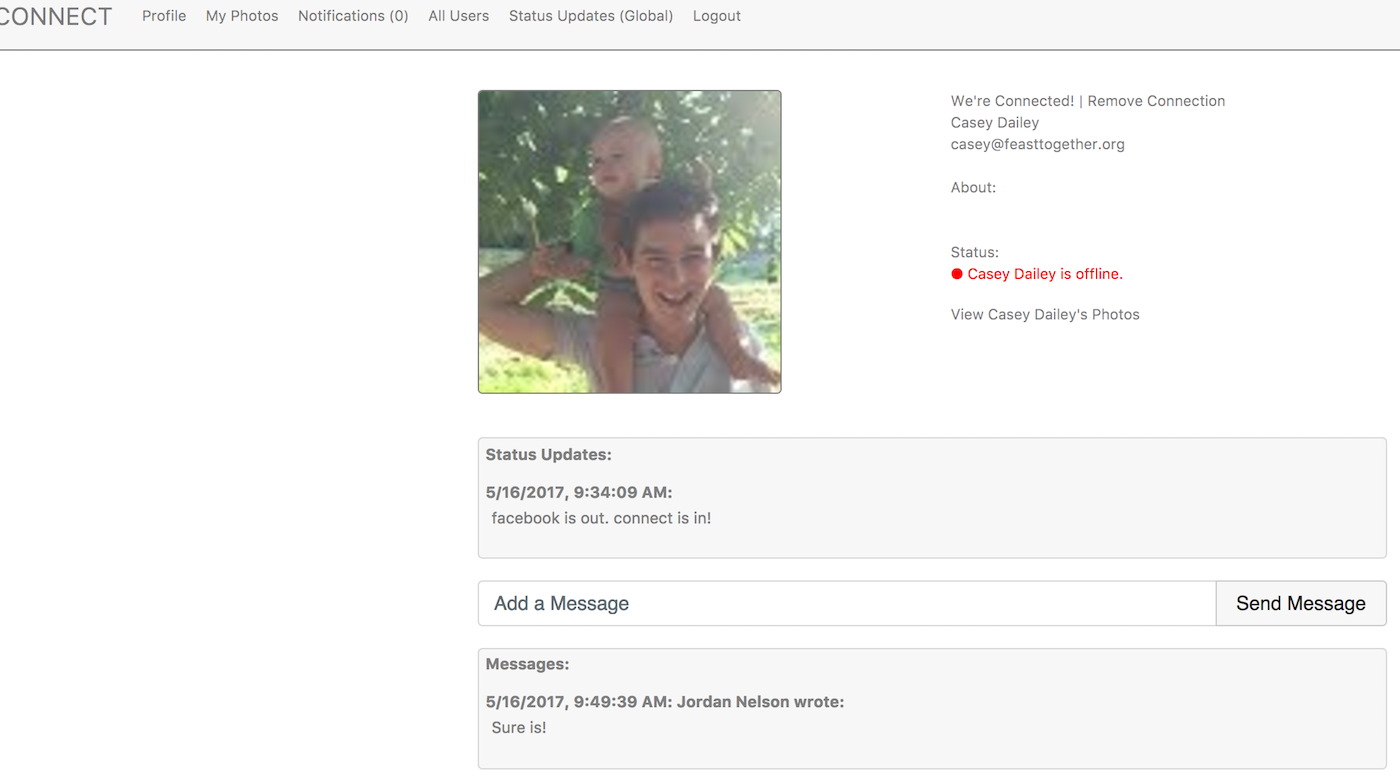 CONNECT Profile My Photos Notifications (0) All Users Status Updates (Global) Logout
We're Connected! | Remove Connection
Casey Dailey
casey@feasttogether.org
About:
Status:
Casey Dailey is offline.
View Casey Dailey's Photos
Status Updates:
5/16/2017, 9:34:09 AM:
facebook is out. connect is in!
Add a Message Send Message
Messages:
5/16/2017, 9:49:39 AM: Jordan Nelson wrote:
Sure is!